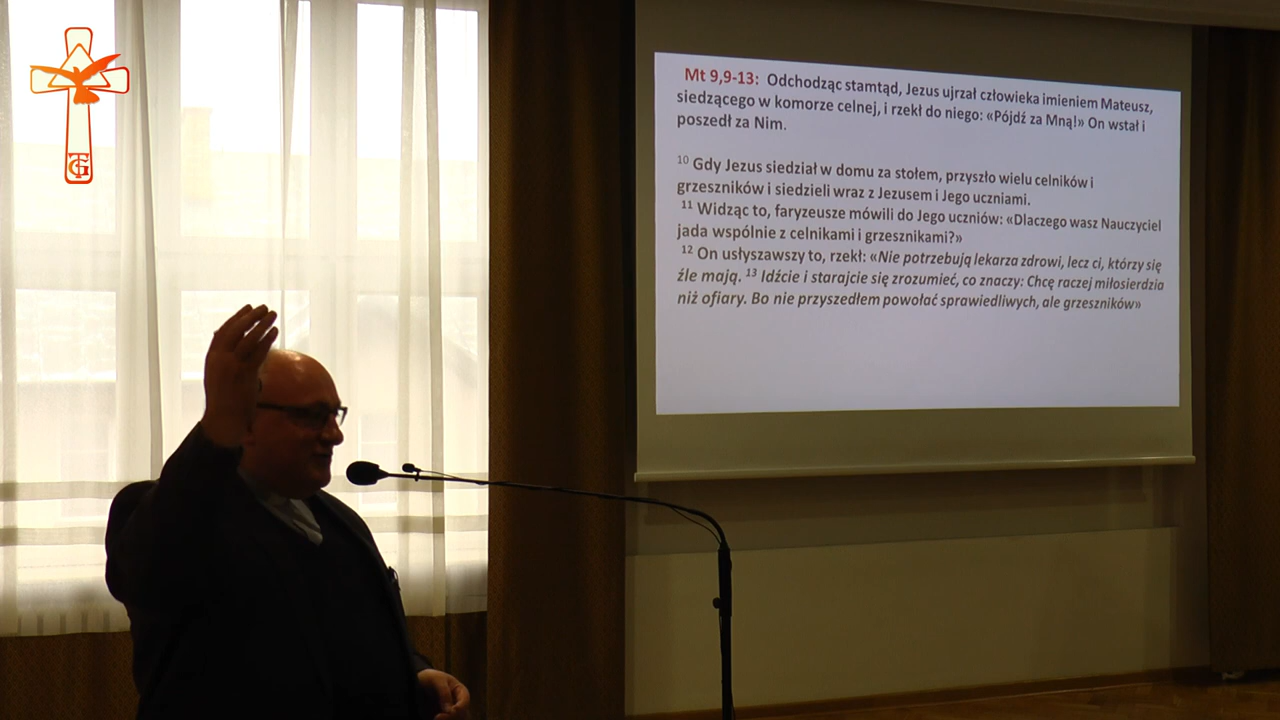 Mt 9,9-13: Odchodząc stamtąd, Jezus ujrzał człowieka imieniem Mateusz,
siedzącego w komorze celnej, i rzekł do niego: «Pójdź za Mną!» On wstał i
poszedł za Nim.
10 Gdy Jezus siedział w domu za stołem, przyszło wielu celników i
grzeszników i siedzieli wraz z Jezusem i Jego uczniami.
11 Widząc to, faryzeusze mówili do Jego uczniów: «Dlaczego wasz Nauczyciel
jada wspólnie z celnikami i grzesznikami?»
12 On usłyszawszy to, rzekł: «Nie potrzebują lekarza zdrowi, lecz ci, którzy się
źle mają. 13 Idźcie i starajcie się zrozumieć, co znaczy: Chcę raczej miłosierdzia
niż ofiary. Bo nie przyszedłem powołać sprawiedliwych, ale grzeszników»